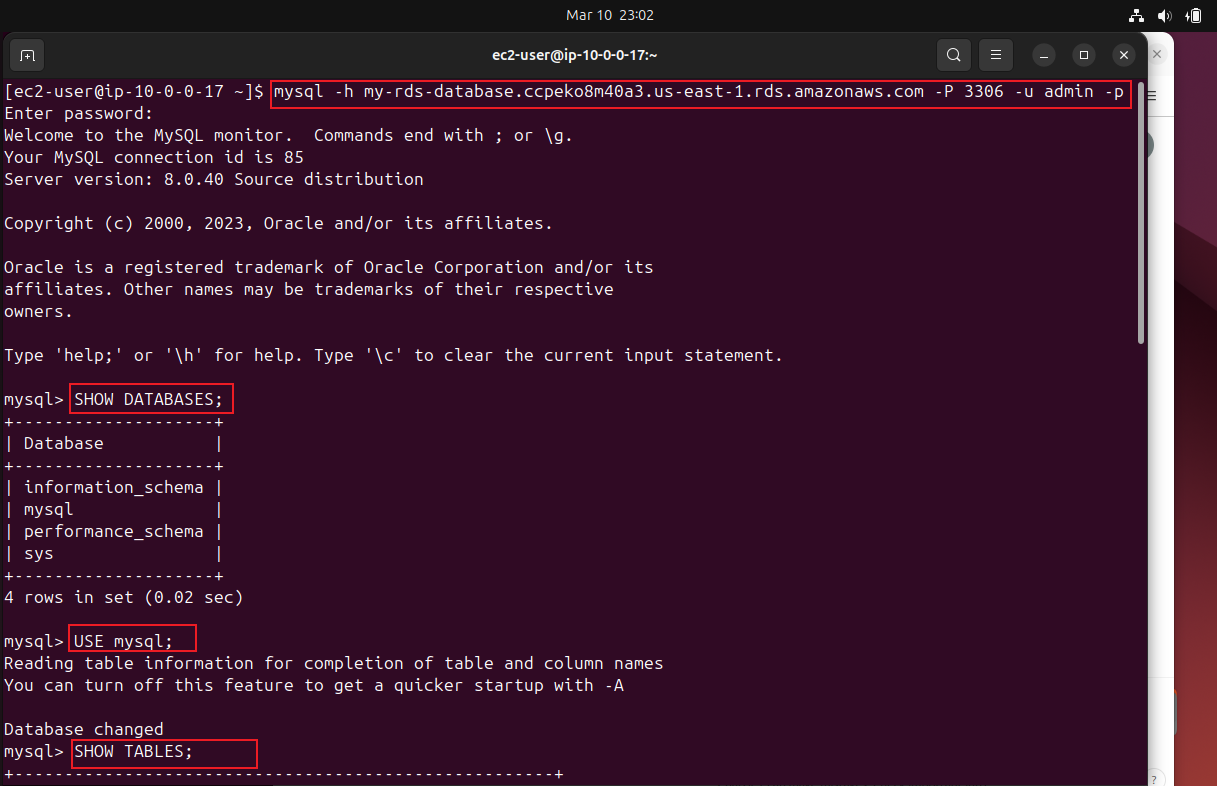 Mar 10  23:02
ec2-user@ip-10-0-0-17:~
[ec2-user@ip-10-0-0-17 ~]$ mysql -h my-rds-database.ccpeko8m40a3.us-east-1.rds.amazonaws.com -P 3306 -u admin -p
Enter password:
Welcome to the MySQL monitor.  Commands end with ; or \g.
Your MySQL connection id is 85
Server version: 8.0.40 Source distribution
Copyright (c) 2000, 2023, Oracle and/or its affiliates.
Oracle is a registered trademark of Oracle Corporation and/or its
affiliates. Other names may be trademarks of their respective
owners.
Type 'help;' or '\h' for help. Type '\c' to clear the current input statement.
mysql> SHOW DATABASES;
+--------------------+
| Database           |
+--------------------+
| information_schema |
| mysql              |
| performance_schema |
| sys                |
+--------------------+
4 rows in set (0.02 sec)
mysql> USE mysql;
Reading table information for completion of table and column names
You can turn off this feature to get a quicker startup with -A
Database changed
mysql> SHOW TABLES;
+------------------------------------------------------+
?